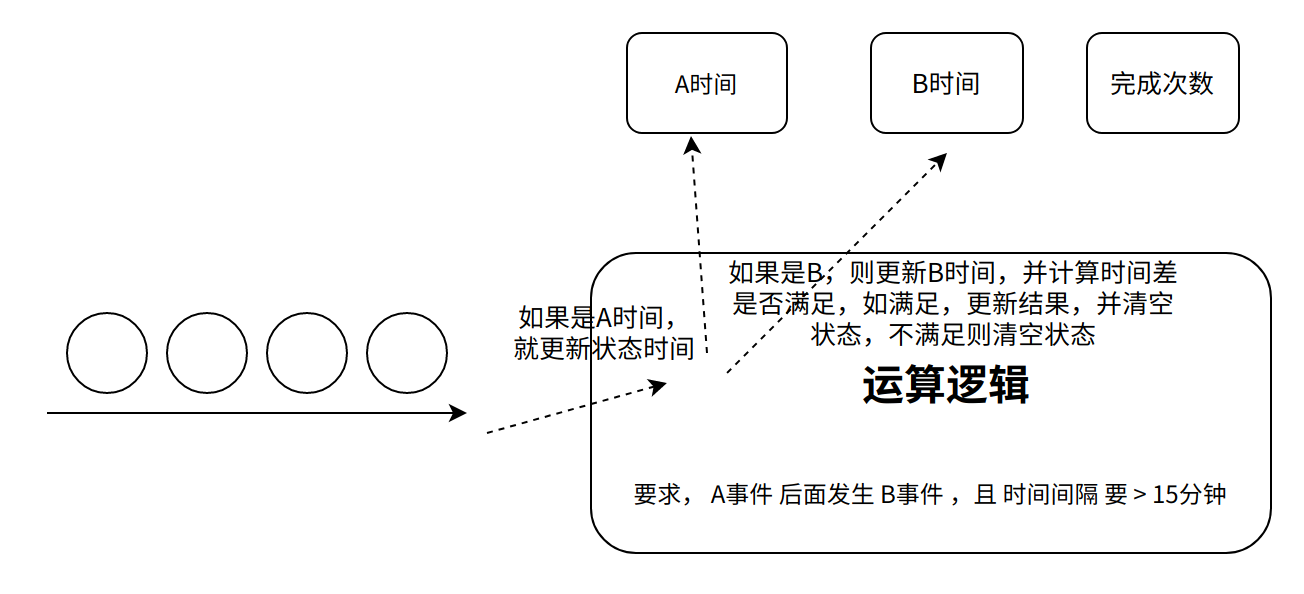 A时间
B时间
完成次数
如果是B，则更新B时间，并计算时间差
是否满足，如满足，更新结果，并清空
状态，不满足则清空状态
如果是A时间，
就更新状态时间
运算逻辑
要求， A事件 后面发生 B事件 ，且 时间间隔 要 > 15分钟